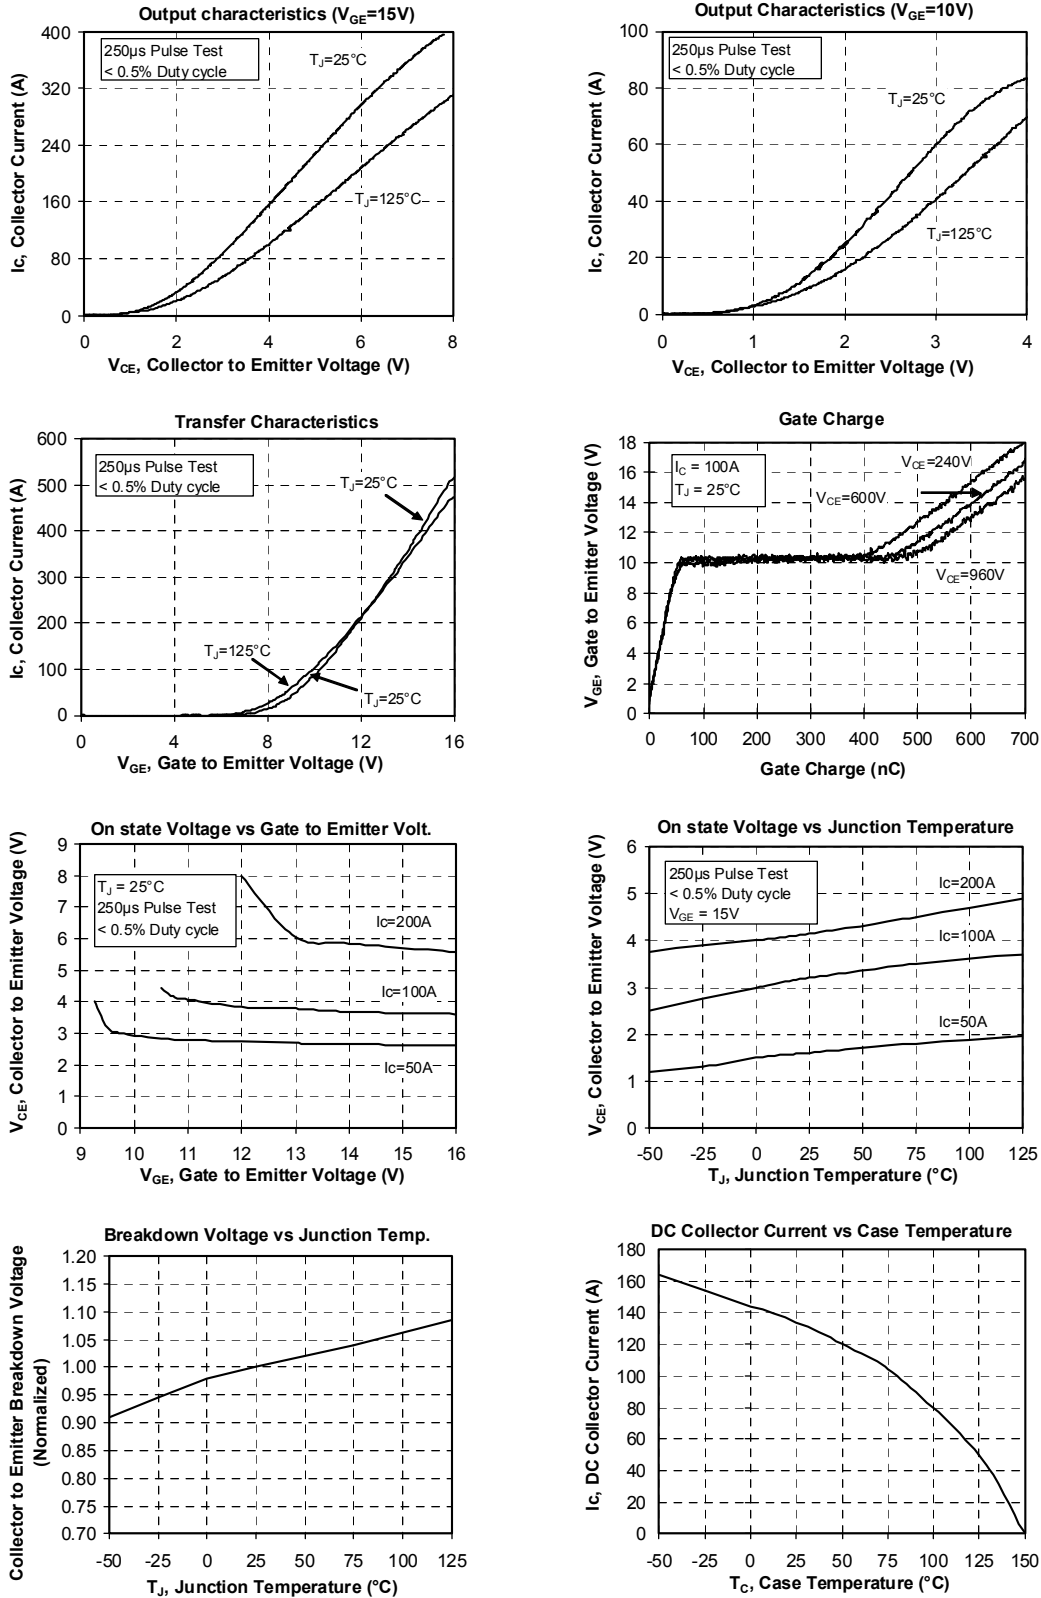 Output characteristics (VGE=15V)
250µs Pulse Test
< 0.5% Duty cycle
TJ=25°C
TJ=125°C
Ic, Collector Current (A)
400
320
240
160
80
0
0 2 4 6 8
VCE, Collector to Emitter Voltage (V)
Output Characteristics (VGE=10V)
250µs Pulse Test
< 0.5% Duty cycle
TJ=25°C
TJ=125°C
Ic, Collector Current (A)
100
80
60
40
20
0
0 1 2 3 4
VCE, Collector to Emitter Voltage (V)
Transfer Characteristics
250µs Pulse Test
< 0.5% Duty cycle
TJ=25°C
TJ=125°C
TJ=25°C
Ic, Collector Current (A)
600
500
400
300
200
100
0
0 4 8 12 16
VGE, Gate to Emitter Voltage (V)
Gate Charge
IC = 100A
TJ = 25°C
VCE=240V
VCE=600V
VCE=960V
VGE, Gate to Emitter Voltage (V)
18
16
14
12
10
8
6
4
2
0
0 100 200 300 400 500 600 700
Gate Charge (nC)
On state Voltage vs Gate to Emitter Volt.
TJ = 25°C
250µs Pulse Test
< 0.5% Duty cycle
Ic=200A
Ic=100A
Ic=50A
VCE, Collector to Emitter Voltage (V)
9
8
7
6
5
4
3
2
1
0
9 10 11 12 13 14 15 16
VGE, Gate to Emitter Voltage (V)
On state Voltage vs Junction Temperature
250µs Pulse Test
< 0.5% Duty cycle
VGE = 15V
Ic=200A
Ic=100A
Ic=50A
VCE, Collector to Emitter Voltage (V)
6
5
4
3
2
1
0
-50 -25 0 25 50 75 100 125
TJ, Junction Temperature (°C)
Breakdown Voltage vs Junction Temp.
Collector to Emitter Breakdown Voltage
(Normalized)
1.20
1.15
1.10
1.05
1.00
0.95
0.90
0.85
0.80
0.75
0.70
-50 -25 0 25 50 75 100 125
TJ, Junction Temperature (°C)
DC Collector Current vs Case Temperature
Ic, DC Collector Current (A)
180
160
140
120
100
80
60
40
20
0
-50 -25 0 25 50 75 100 125 150
TC, Case Temperature (°C)